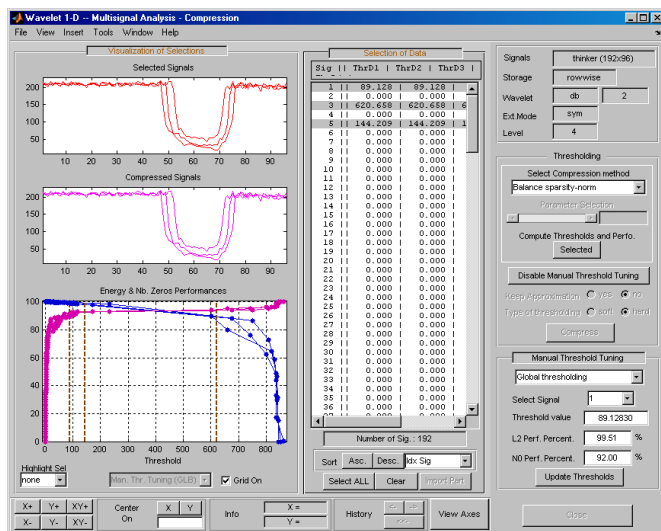 Wavelet 1-D -- Multisignal Analysis - Compression
File View Insert Tools Window Help
Visualization of Selections
Selected Signals
200
150
100
50
10 20 30 40 50 60 70 80 90
Compressed Signals
200
150
100
50
10 20 30 40 50 60 70 80 90
Energy & Nb. Zeros Performances
100
80
60
40
20
0
0 200 400 600 800
Threshold
Highlight Sel
none
Man. Thr. Tuning (GLB)
Grid On
Selection of Data
Sig || ThrD1 | ThrD2 | ThrD3 |
1 || 89.128 | 89.128 |
2 || 0.000 | 0.000 |
3 || 620.658 | 620.658 | 6
4 || 0.000 | 0.000 |
5 || 144.209 | 144.209 | 1
6 || 0.000 | 0.000 |
7 || 0.000 | 0.000 |
8 || 0.000 | 0.000 |
9 || 0.000 | 0.000 |
10 || 0.000 | 0.000 |
11 || 0.000 | 0.000 |
12 || 0.000 | 0.000 |
13 || 0.000 | 0.000 |
14 || 0.000 | 0.000 |
15 || 0.000 | 0.000 |
16 || 0.000 | 0.000 |
17 || 0.000 | 0.000 |
18 || 0.000 | 0.000 |
19 || 0.000 | 0.000 |
20 || 0.000 | 0.000 |
21 || 0.000 | 0.000 |
22 || 0.000 | 0.000 |
23 || 0.000 | 0.000 |
24 || 0.000 | 0.000 |
25 || 0.000 | 0.000 |
26 || 0.000 | 0.000 |
27 || 0.000 | 0.000 |
28 || 0.000 | 0.000 |
29 || 0.000 | 0.000 |
30 || 0.000 | 0.000 |
31 || 0.000 | 0.000 |
32 || 0.000 | 0.000 |
33 || 0.000 | 0.000 |
34 || 0.000 | 0.000 |
35 || 0.000 | 0.000 |
36 || 0.000 | 0.000 |
37 || 0.000 | 0.000 |
Number of Sig. : 192
Sort Asc. Desc. Idx Sig
Select ALL Clear Import Part
Signals thinker (192x96)
Storage rowwise
Wavelet db 2
Ext.Mode sym
Level 4
Thresholding
Select Compression method
Balance sparsity-norm
Parameter Selection
Compute Thresholds and Perfo.
Selected
Disable Manual Threshold Tuning
Keep Approximation yes no
Type of thresholding soft hard
Compress
Manual Threshold Tuning
Global thresholding
Select Signal 1
Threshold value 89.12830
L2 Perf. Percent. 99.51 %
N0 Perf. Percent. 92.00 %
Update Thresholds
X+ Y+ XY+
X- Y- XY-
Center On X Y
Info X =
Y =
History <- ->
<<-
View Axes
Close